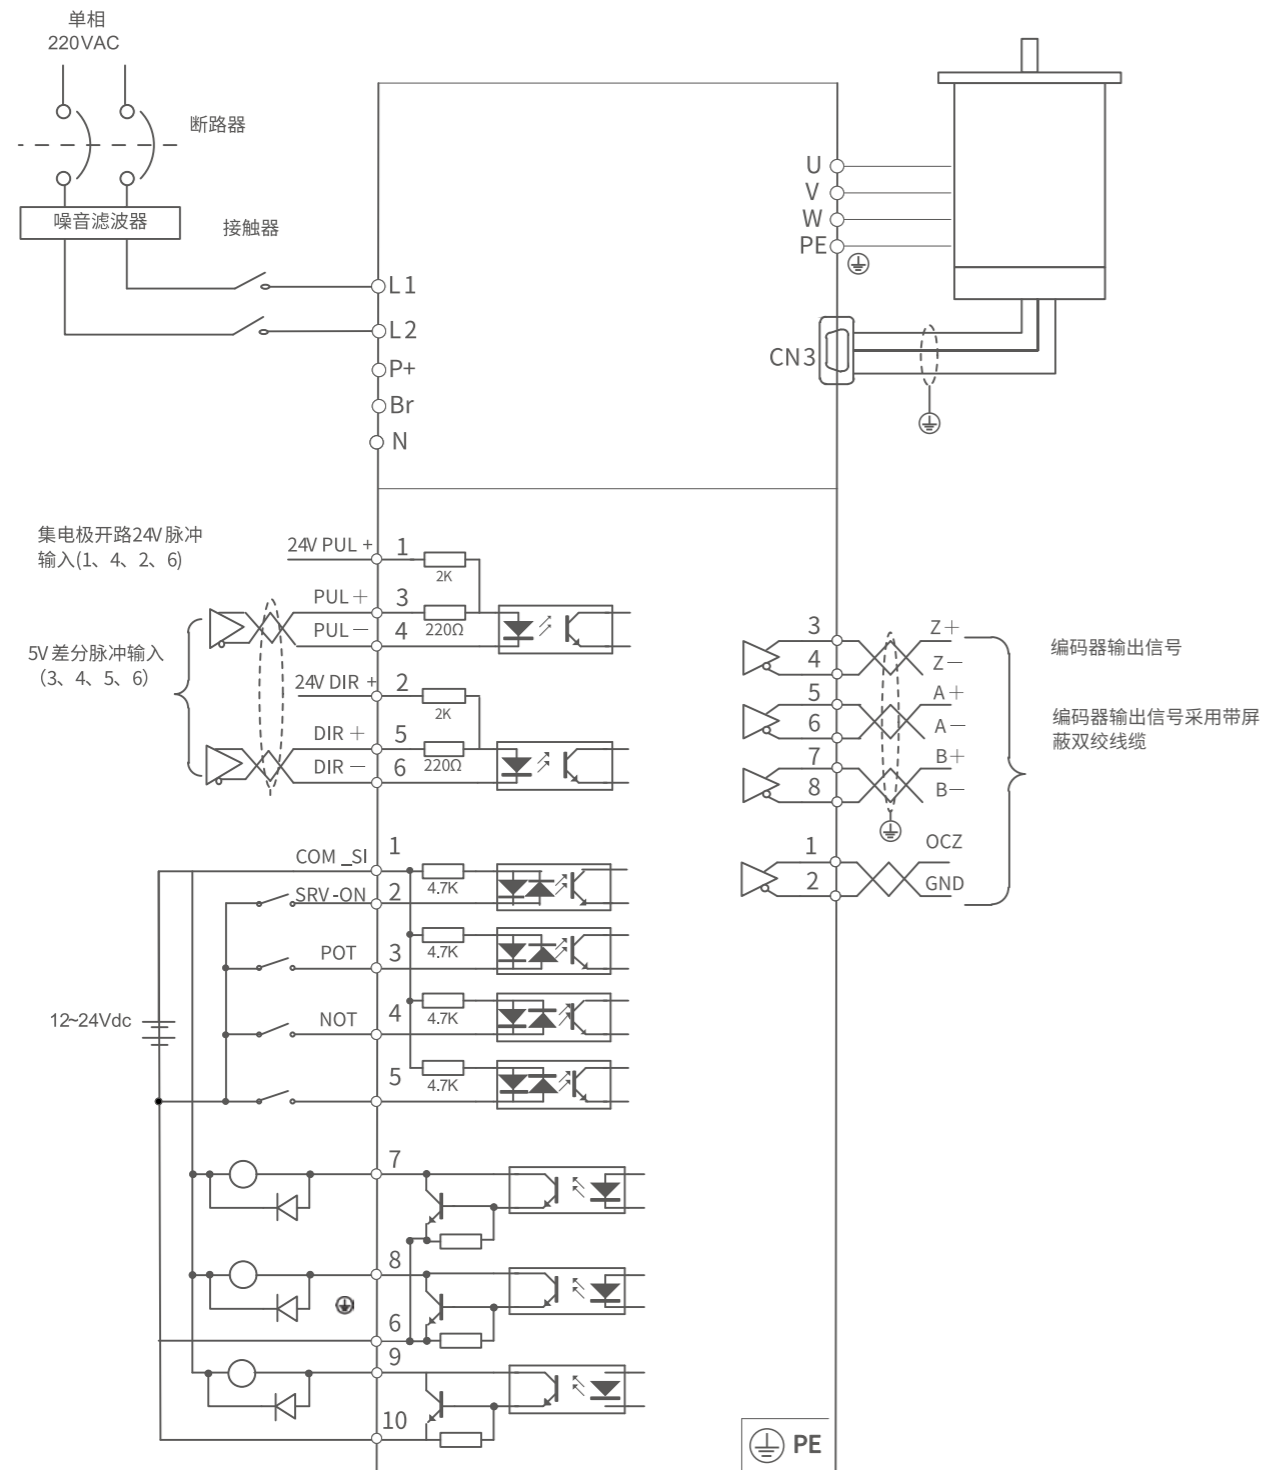 单相
220VAC
断路器
噪音滤波器
接触器
L1
L2
P+
Br
N
U
V
W
PE
CN3
集电极开路24V脉冲
输入(1、4、2、6)
24V PUL +
1
2K
PUL＋
3
PUL－
4
220Ω
5V差分脉冲输入
（3、4、5、6）
24V DIR +
2
2K
DIR＋
5
DIR－
6
220Ω
3
Z＋
4
Z－
5
A＋
6
A－
7
B＋
8
B－
1
OCZ
2
GND
编码器输出信号
编码器输出信号采用带屏
蔽双绞线缆
COM_SI
1
4.7K
SRV-ON
2
POT
3
4.7K
NOT
4
4.7K
5
4.7K
12~24Vdc
7
8
6
9
10
PE